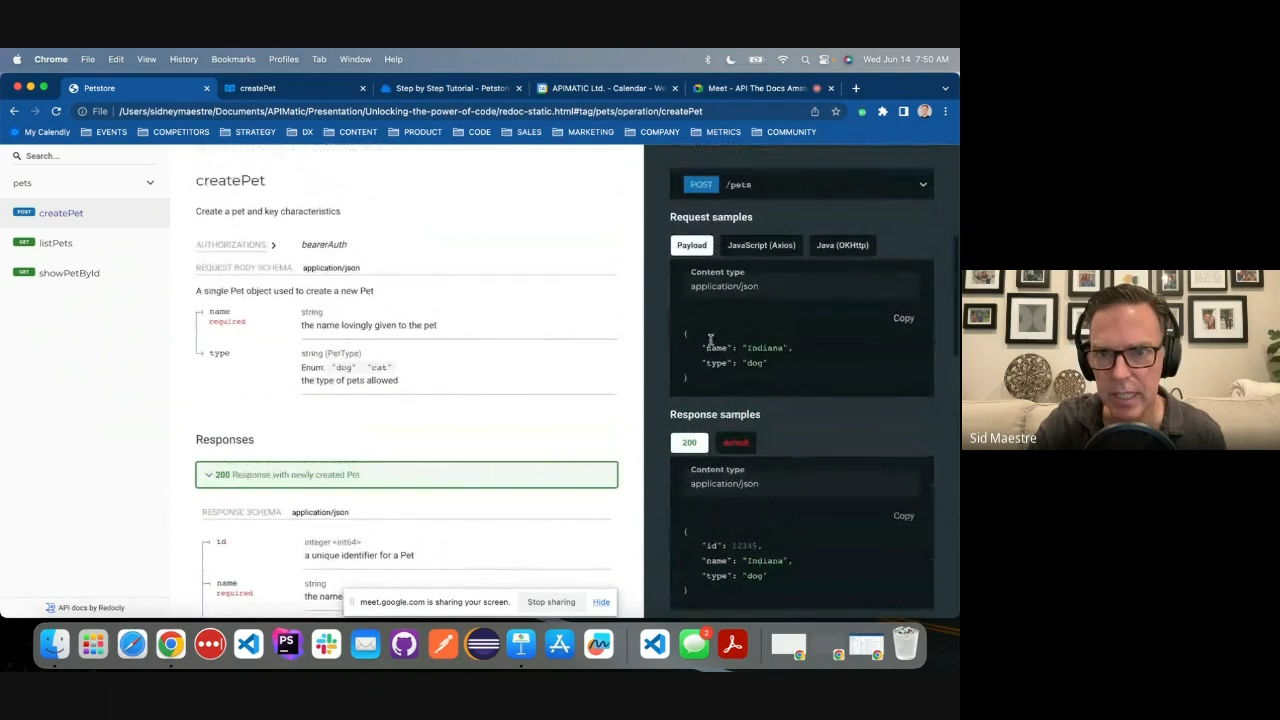 Chrome File Edit View History Bookmarks Profiles Tab Window Help Wed Jun 14 7:50 AM
Petstore × createPet × Step by Step Tutorial - Petstor × APIMATIC Ltd. - Calendar - We × Meet - API The Docs Amst × +
File /Users/sidneymaestre/Documents/APIMatic/Presentation/Unlocking-the-power-of-code/redoc-static.html#tag/pets/operation/createPet
My Calendly EVENTS COMPETITORS STRATEGY DX CONTENT PRODUCT CODE SALES MARKETING COMPANY METRICS COMMUNITY
Search...
pets
POST createPet
GET listPets
GET showPetById
API docs by Redocly
createPet
Create a pet and key characteristics
AUTHORIZATIONS: > bearerAuth
REQUEST BODY SCHEMA: application/json
A single Pet object used to create a new Pet
name string
required the name lovingly given to the pet
type string (PetType)
Enum: "dog" "cat"
the type of pets allowed
Responses
200 Response with newly created Pet
RESPONSE SCHEMA: application/json
id integer <int64>
a unique identifier for a Pet
name string
required the name
meet.google.com is sharing your screen. Stop sharing Hide
POST /pets
Request samples
Payload JavaScript (Axios) Java (OKHttp)
Content type
application/json
Copy
{
"name": "Indiana",
"type": "dog"
}
Response samples
200 default
Content type
application/json
Copy
{
"id": 12345,
"name": "Indiana",
"type": "dog"
}
PS
2
Sid Maestre